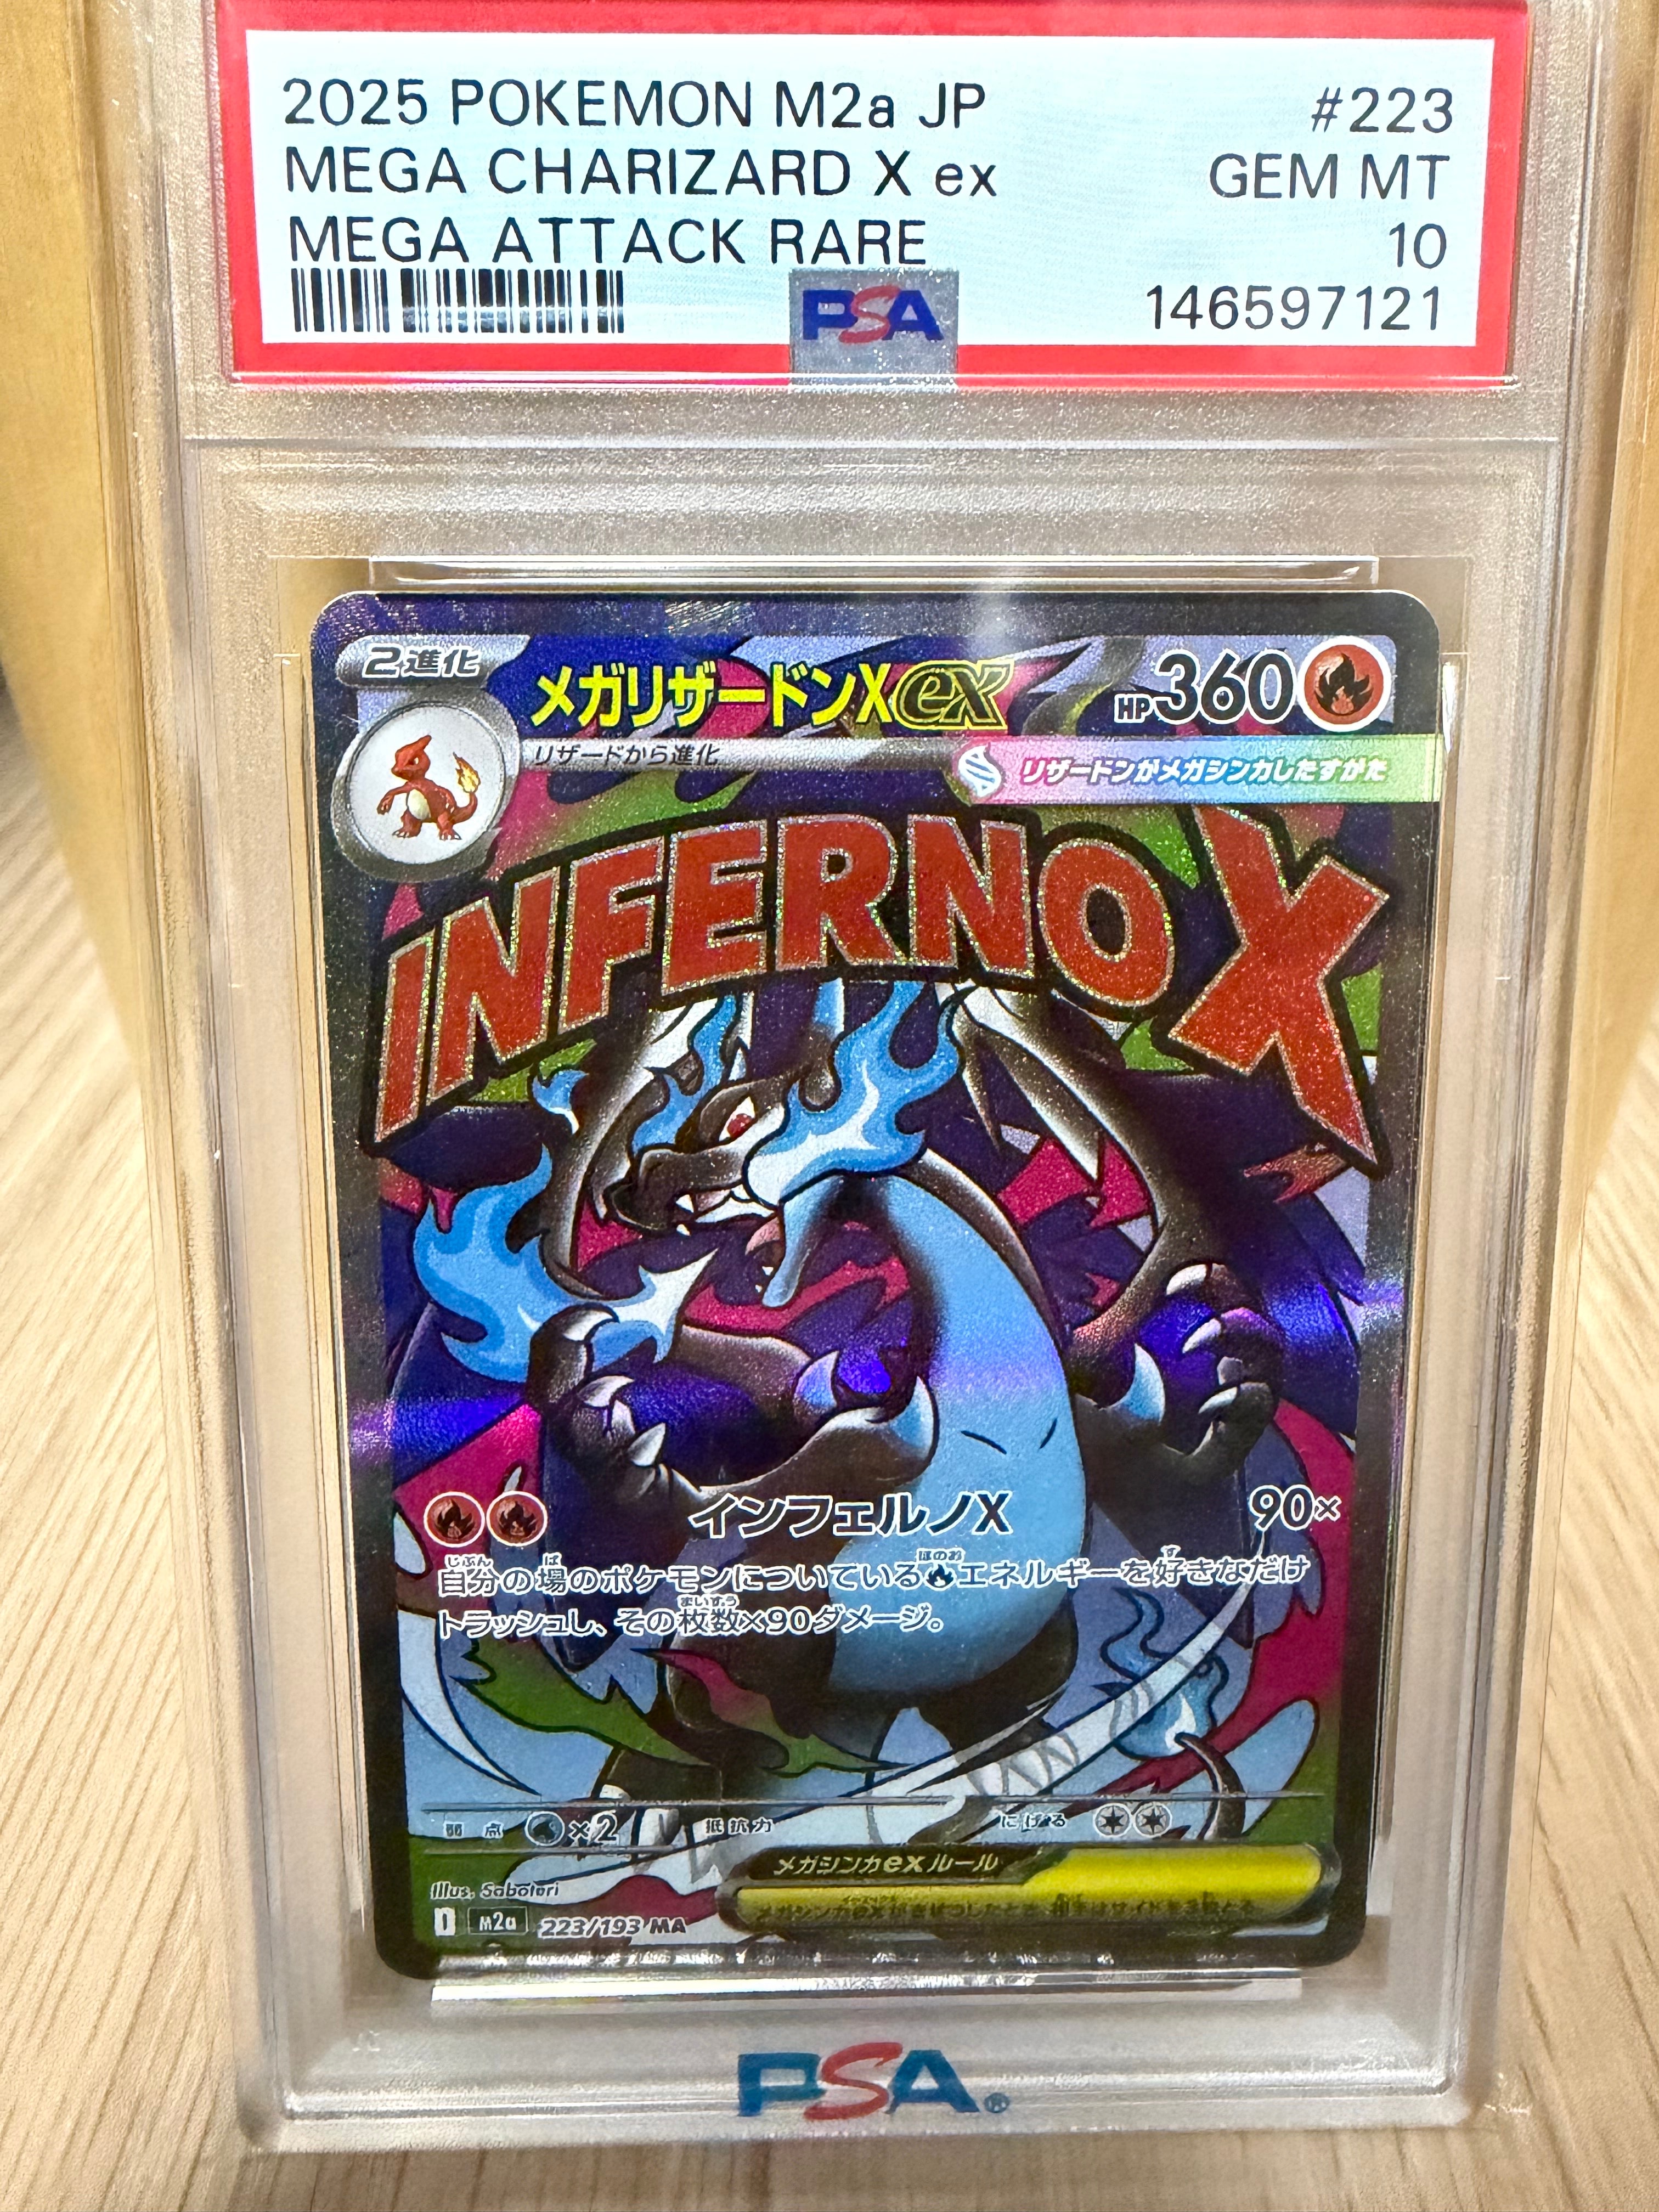 2025 POKEMON M2a JP #223
MEGA CHARIZARD X ex GEM MT
MEGA ATTACK RARE 10
PSA 146597121
2進化
メガリザードンXex HP360
リザードから進化
リザードンがメガシンカしたすがた
INFERNO X
インフェルノX 90×
自分の場のポケモンについているエネルギーを好きなだけ
トラッシュし、その枚数×90ダメージ。
弱点 ×2 抵抗力 にげる
メガシンカexルール
Illus. Saboteri
I m2a 223/193 MA
PSA®